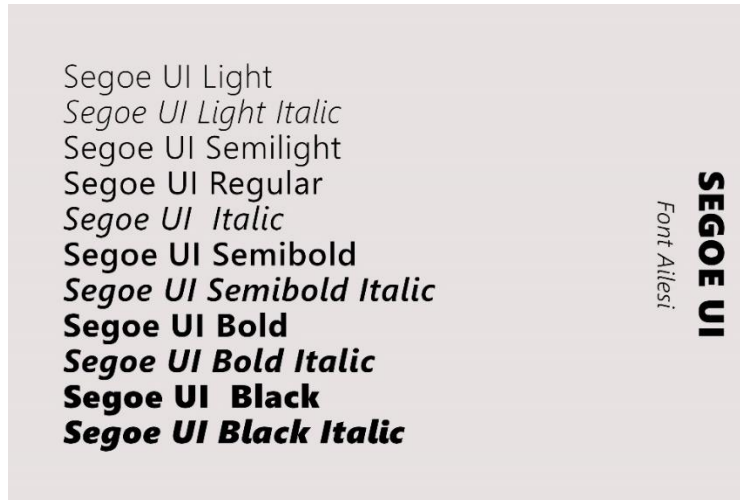 Segoe UI Light
Segoe UI Light Italic
Segoe UI Semilight
Segoe UI Regular
Segoe UI  Italic
Segoe UI Semibold
Segoe UI Semibold Italic
Segoe UI Bold
Segoe UI Bold Italic
Segoe UI  Black
Segoe UI Black Italic
SEGOE UI
Font Ailesi